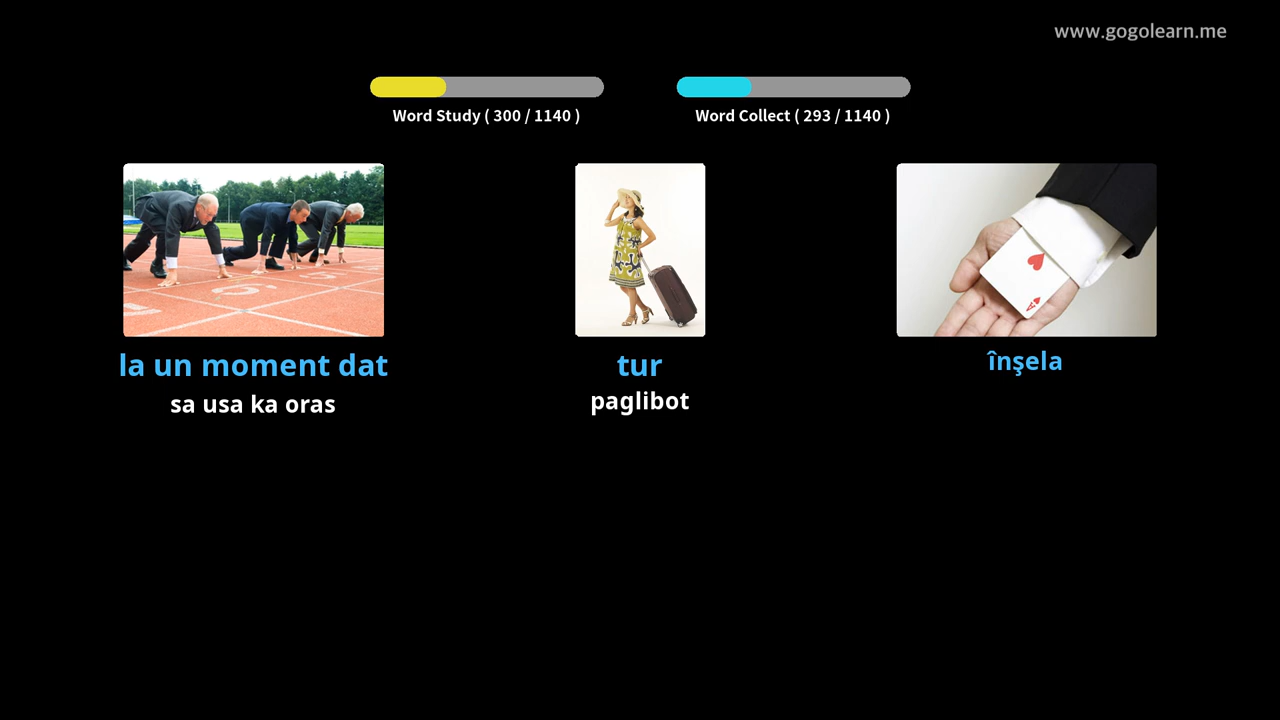 www.gogolearn.me
Word Study ( 300 / 1140 )
Word Collect ( 293 / 1140 )
la un moment dat
sa usa ka oras
tur
paglibot
înşela